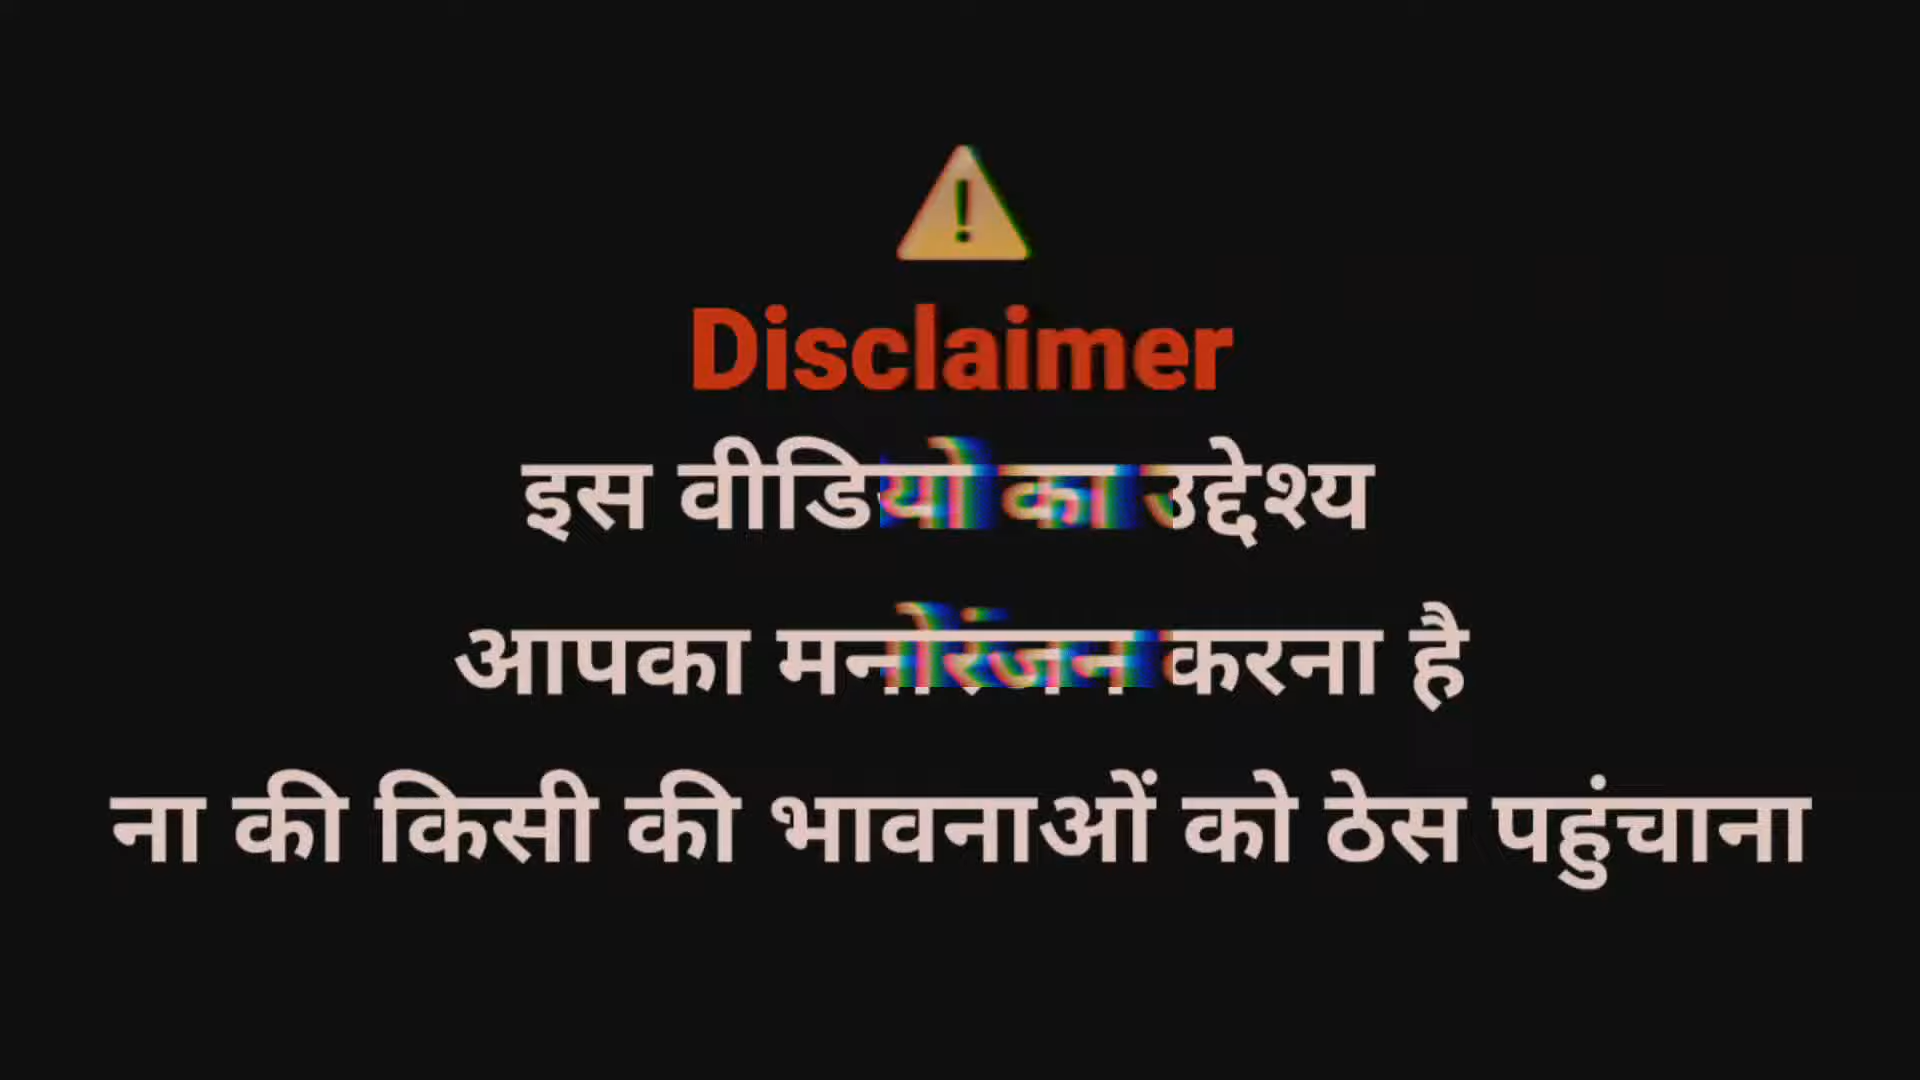 Disclaimer
इस वीडियो का उद्देश्य
आपका मनोरंजन करना है
ना की किसी की भावनाओं को ठेस पहुंचाना